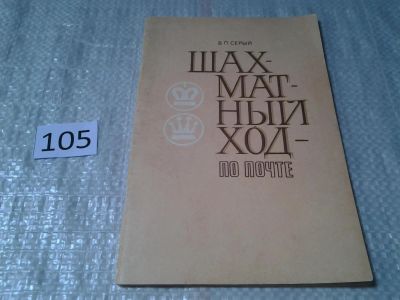 В.П. СЕРЫЙ
ШАХ-
МАТ-
НЫЙ
ХОД-
ПО ПОЧТЕ
105